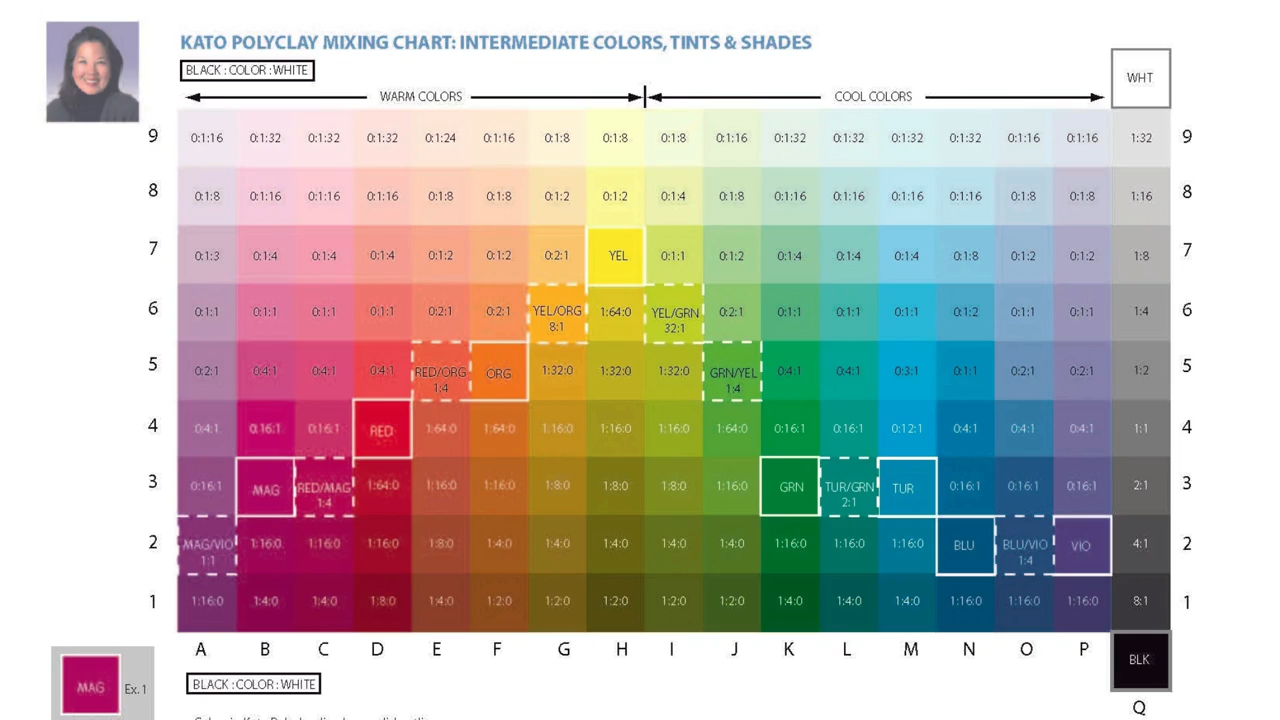 KATO POLYCLAY MIXING CHART: INTERMEDIATE COLORS, TINTS & SHADES
BLACK : COLOR : WHITE
WHT
WARM COLORS COOL COLORS
9 0:1:16 0:1:32 0:1:32 0:1:32 0:1:24 0:1:16 0:1:8 0:1:8 0:1:8 0:1:16 0:1:32 0:1:32 0:1:32 0:1:32 0:1:16 0:1:16 1:32 9
8 0:1:8 0:1:16 0:1:16 0:1:16 0:1:8 0:1:8 0:1:2 0:1:2 0:1:4 0:1:8 0:1:16 0:1:16 0:1:16 0:1:16 0:1:8 0:1:8 1:16 8
7 0:1:3 0:1:4 0:1:4 0:1:4 0:1:2 0:1:2 0:2:1 YEL 0:1:1 0:1:2 0:1:4 0:1:4 0:1:4 0:1:8 0:1:2 0:1:2 1:8 7
6 0:1:1 0:1:1 0:1:1 0:1:1 0:2:1 0:2:1 YEL/ORG 1:64:0 YEL/GRN 0:2:1 0:1:1 0:1:1 0:1:1 0:1:2 0:1:1 0:1:1 1:4 6
8:1 32:1
5 0:2:1 0:4:1 0:4:1 0:4:1 RED/ORG ORG 1:32:0 1:32:0 1:32:0 GRN/YEL 0:4:1 0:4:1 0:3:1 0:1:1 0:2:1 0:2:1 1:2 5
1:4 1:4
4 0:4:1 0:16:1 0:16:1 RED 1:64:0 1:64:0 1:16:0 1:16:0 1:16:0 1:64:0 0:16:1 0:16:1 0:12:1 0:4:1 0:4:1 0:4:1 1:1 4
3 0:16:1 MAG RED/MAG 1:64:0 1:16:0 1:16:0 1:8:0 1:8:0 1:8:0 1:16:0 GRN TUR/GRN TUR 0:16:1 0:16:1 0:16:1 2:1 3
1:4 2:1
2 MAG/VIO 1:16:0 1:16:0 1:16:0 1:8:0 1:4:0 1:4:0 1:4:0 1:4:0 1:4:0 1:16:0 1:16:0 1:16:0 BLU BLU/VIO VIO 4:1 2
1:1 1:4
1 1:16:0 1:4:0 1:4:0 1:8:0 1:4:0 1:2:0 1:2:0 1:2:0 1:2:0 1:2:0 1:4:0 1:4:0 1:4:0 1:16:0 1:16:0 1:16:0 8:1 1
A B C D E F G H I J K L M N O P BLK
MAG Ex. 1
BLACK : COLOR : WHITE
Q